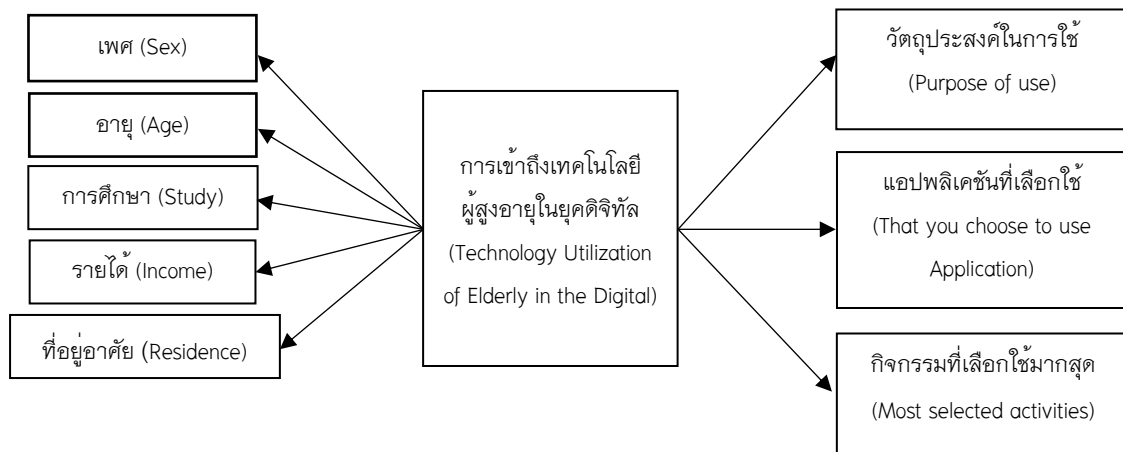 เพศ (Sex)
อายุ (Age)
การศึกษา (Study)
รายได้ (Income)
ที่อยู่อาศัย (Residence)
การเข้าถึงเทคโนโลยี
ผู้สูงอายุในยุคดิจิทัล
(Technology Utilization
of Elderly in the Digital)
วัตถุประสงค์ในการใช้
(Purpose of use)
แอปพลิเคชันที่เลือกใช้
(That you choose to use
Application)
กิจกรรมที่เลือกใช้มากสุด
(Most selected activities)